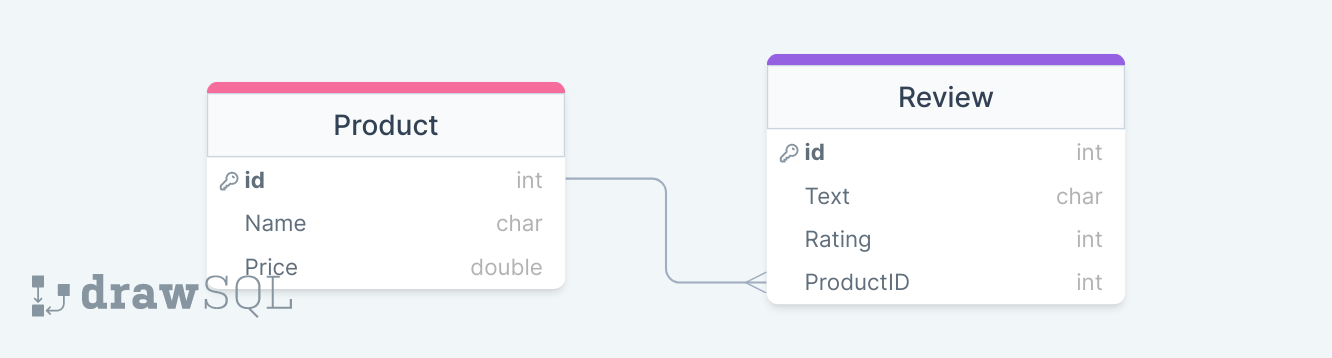 Product
id int
Name char
Price double
Review
id int
Text char
Rating int
ProductID int
drawSQL